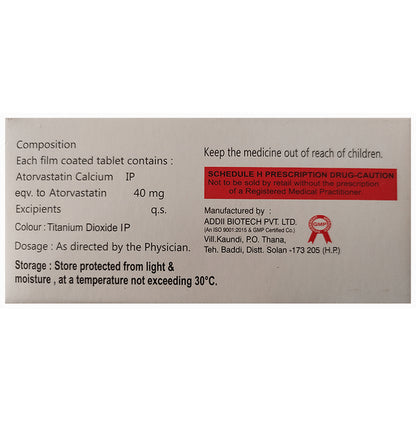 Composition
Each film coated tablet contains :
Atorvastatin Calcium IP
eqv. to Atorvastatin 40 mg
Excipients q.s.
Colour : Titanium Dioxide IP
Dosage : As directed by the Physician.
Storage : Store protected from light &
moisture , at a temperature not exceeding 30°C.
Keep the medicine out of reach of children.
SCHEDULE H PRESCRIPTION DRUG-CAUTION
Not to be sold by retail without the prescription
of a Registered Medical Practitioner.
Manufactured by :
ADDII BIOTECH PVT. LTD.
(An ISO 9001:2015 & GMP Certified Co.)
Vill.Kaundi, P.O. Thana,
Teh. Baddi, Distt. Solan -173 205 (H.P.)
GMP